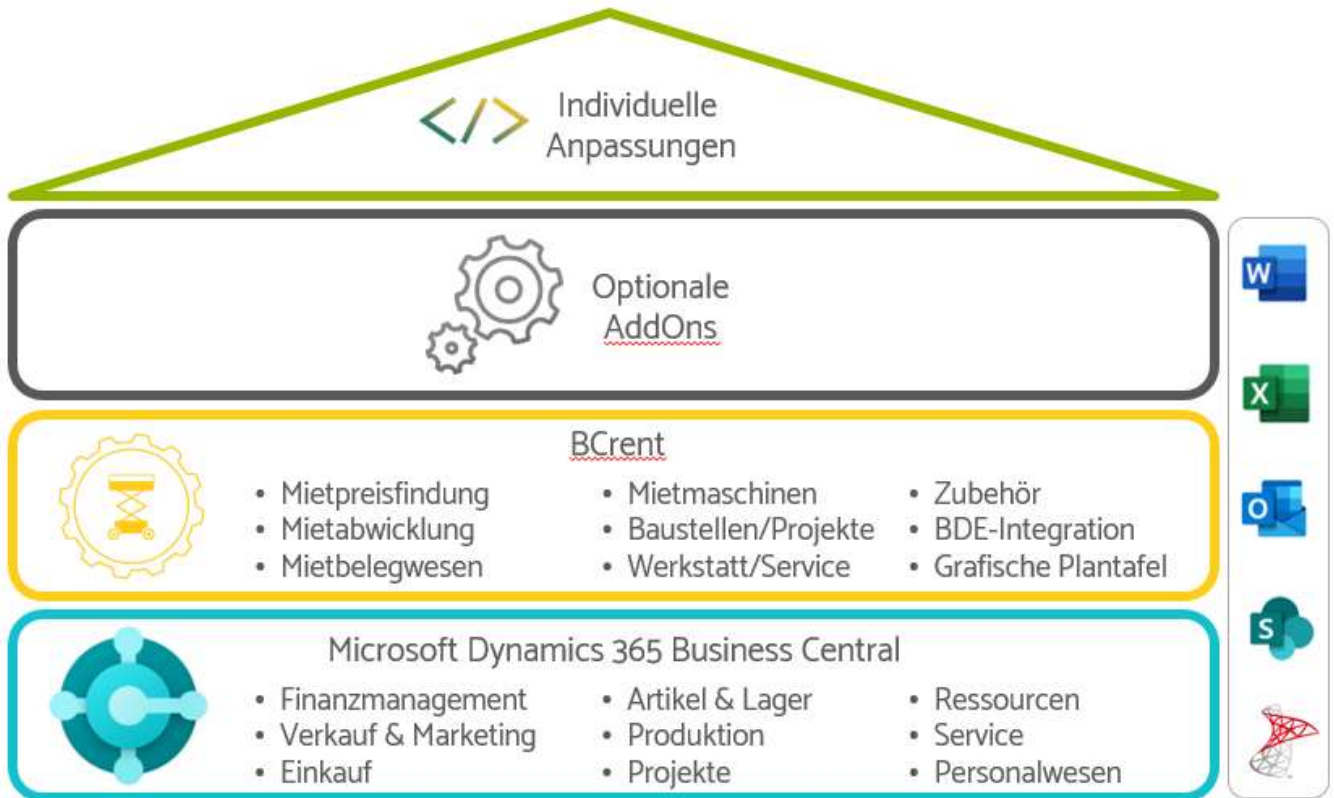 </>
Individuelle
Anpassungen
Optionale
AddOns
BCrent
• Mietpreisfindung
• Mietabwicklung
• Mietbelegwesen
• Mietmaschinen
• Baustellen/Projekte
• Werkstatt/Service
• Zubehör
• BDE-Integration
• Grafische Plantafel
Microsoft Dynamics 365 Business Central
• Finanzmanagement
• Verkauf & Marketing
• Einkauf
• Artikel & Lager
• Produktion
• Projekte
• Ressourcen
• Service
• Personalwesen
W
X
O
S